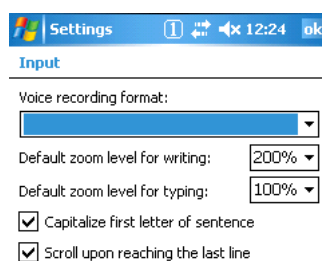 Settings 1 12:24 ok
Input
Voice recording format:
Default zoom level for writing: 200%
Default zoom level for typing: 100%
Capitalize first letter of sentence
Scroll upon reaching the last line